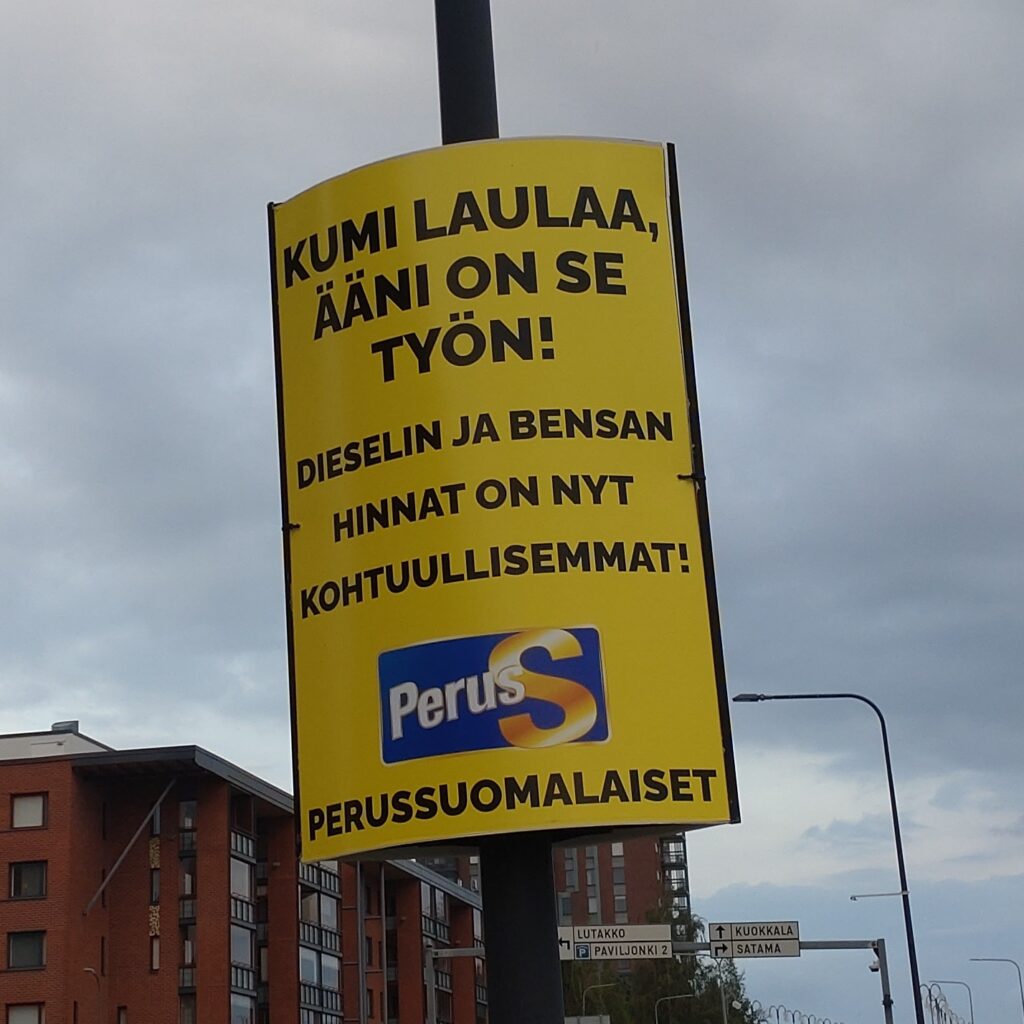 KUMI LAULAA,
ÄÄNI ON SE
TYÖN!
DIESELIN JA BENSAN
HINNAT ON NYT
KOHTUULLISEMMAT!
PerusS
PERUSSUOMALAISET
LUTAKKO
P PAVILJONKI 2
KUOKKALA
SATAMA